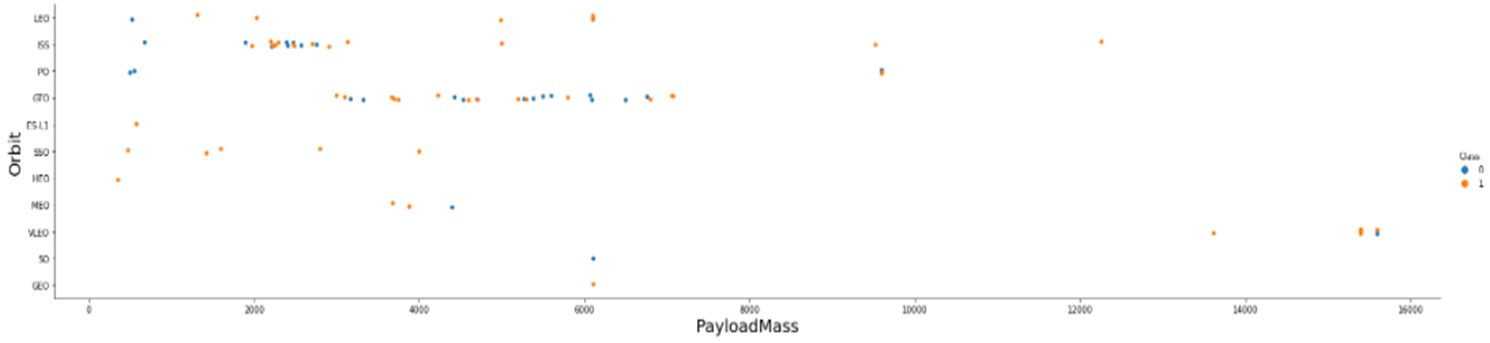 LEO
ISS
PO
GTO
ES-L1
SSO
HEO
MEO
VLEO
SO
GEO
Orbit
0 2000 4000 6000 8000 10000 12000 14000 16000
PayloadMass
Class
0
1